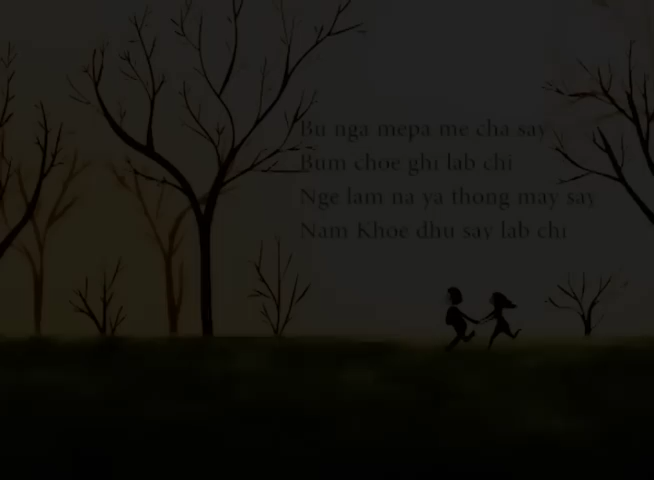 Bu nga mepa me cha say
Bum choe ghi lab chi
Nge lam na ya thong may say
Nam Khoe dhu say lab chi